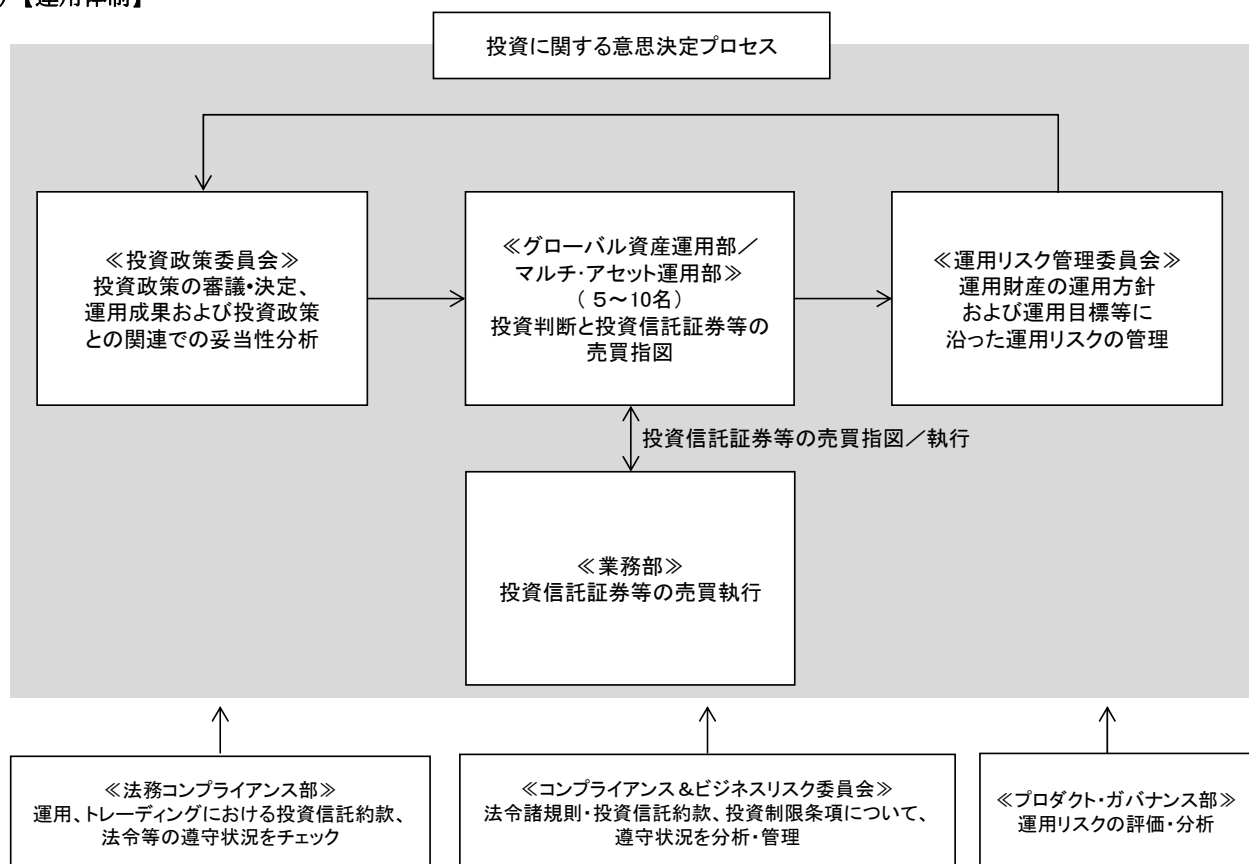 ）【運用体制】
投資に関する意思決定プロセス
≪投資政策委員会≫
投資政策の審議・決定、
運用成果および投資政策
との関連での妥当性分析
≪グローバル資産運用部／
マルチ・アセット運用部≫
（ 5～10名）
投資判断と投資信託証券等の
売買指図
≪運用リスク管理委員会≫
運用財産の運用方針
および運用目標等に
沿った運用リスクの管理
投資信託証券等の売買指図／執行
≪業務部≫
投資信託証券等の売買執行
≪法務コンプライアンス部≫
運用、トレーディングにおける投資信託約款、
法令等の遵守状況をチェック
≪コンプライアンス＆ビジネスリスク委員会≫
法令諸規則・投資信託約款、投資制限条項について、
遵守状況を分析・管理
≪プロダクト・ガバナンス部≫
運用リスクの評価・分析